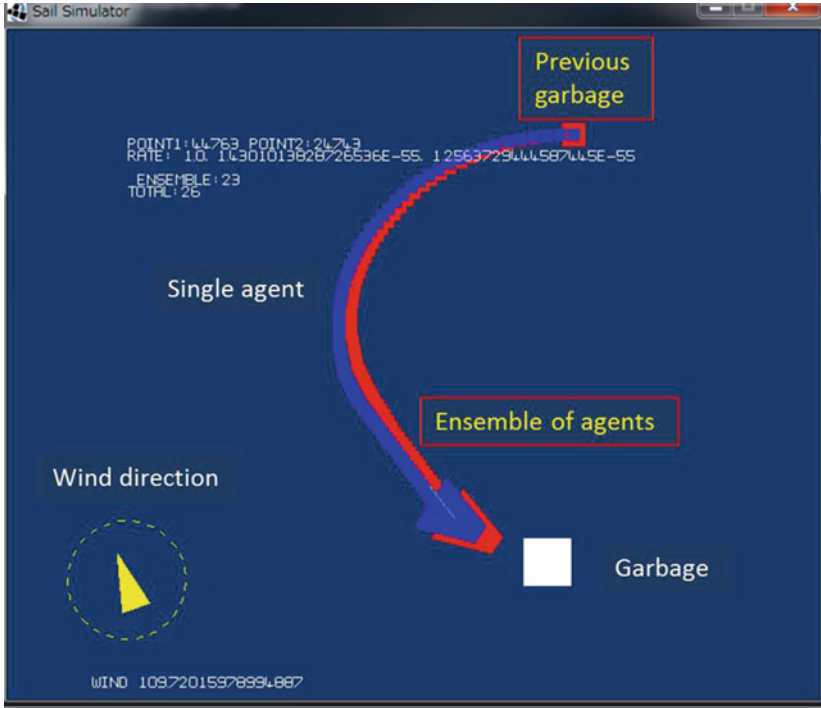 Sail Simulator
Previous
garbage
POINT1:44763 POINT2:24743
RATE: 1.0. 1.4301013828726536E-55. 1.2563729444587445E-55
ENSEMBLE:23
TOTAL:26
Single agent
Ensemble of agents
Wind direction
Garbage
WIND 109.72015978994887